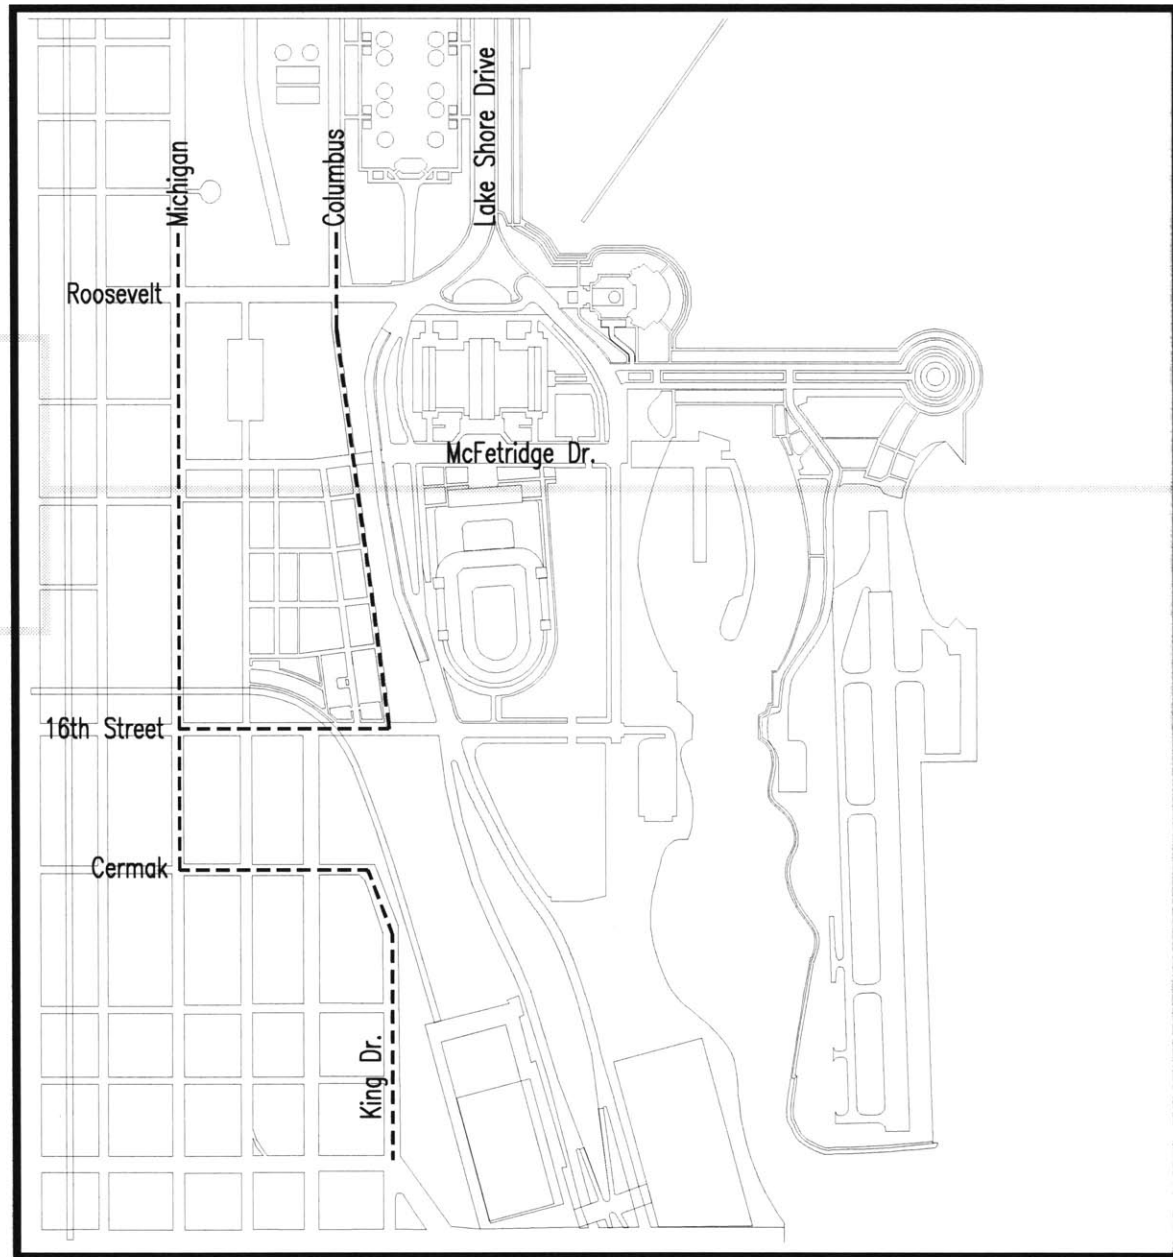 Lake Shore Drive
Michigan
Columbus
Roosevelt
McFetridge Dr.
16th Street
Cermak
King Dr.